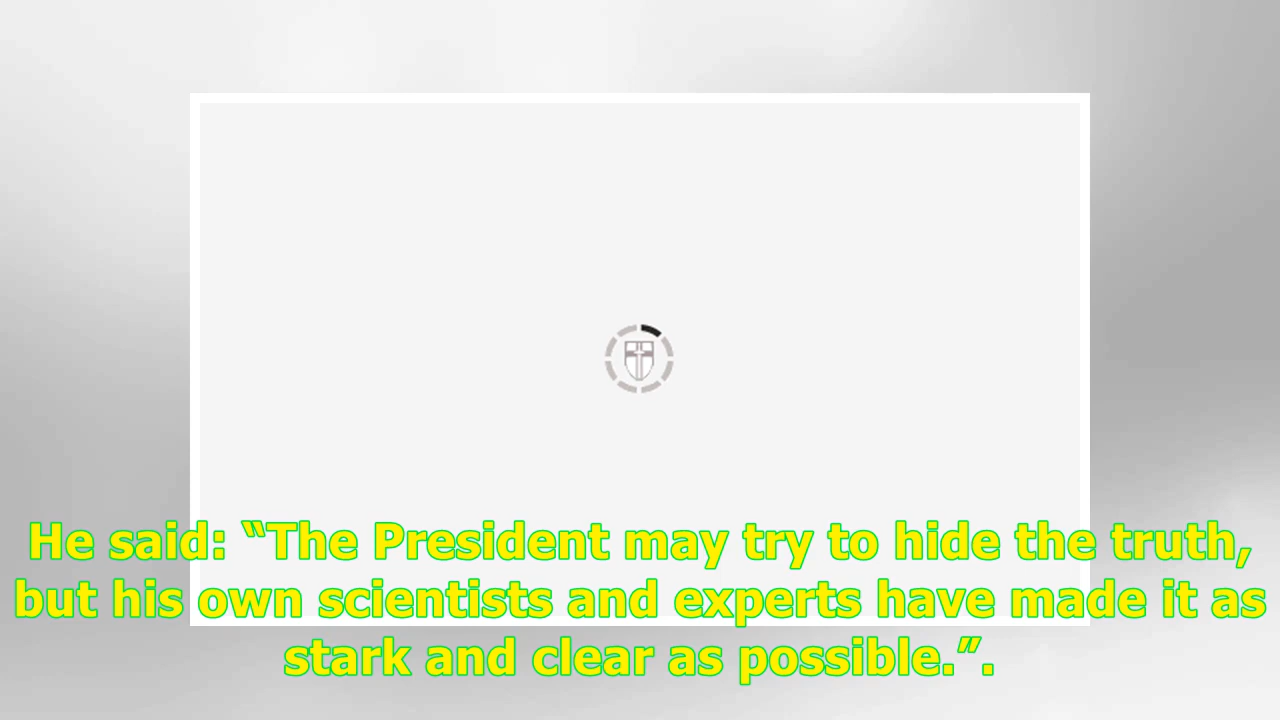 He said: “The President may try to hide the truth,
but his own scientists and experts have made it as
stark and clear as possible.”.